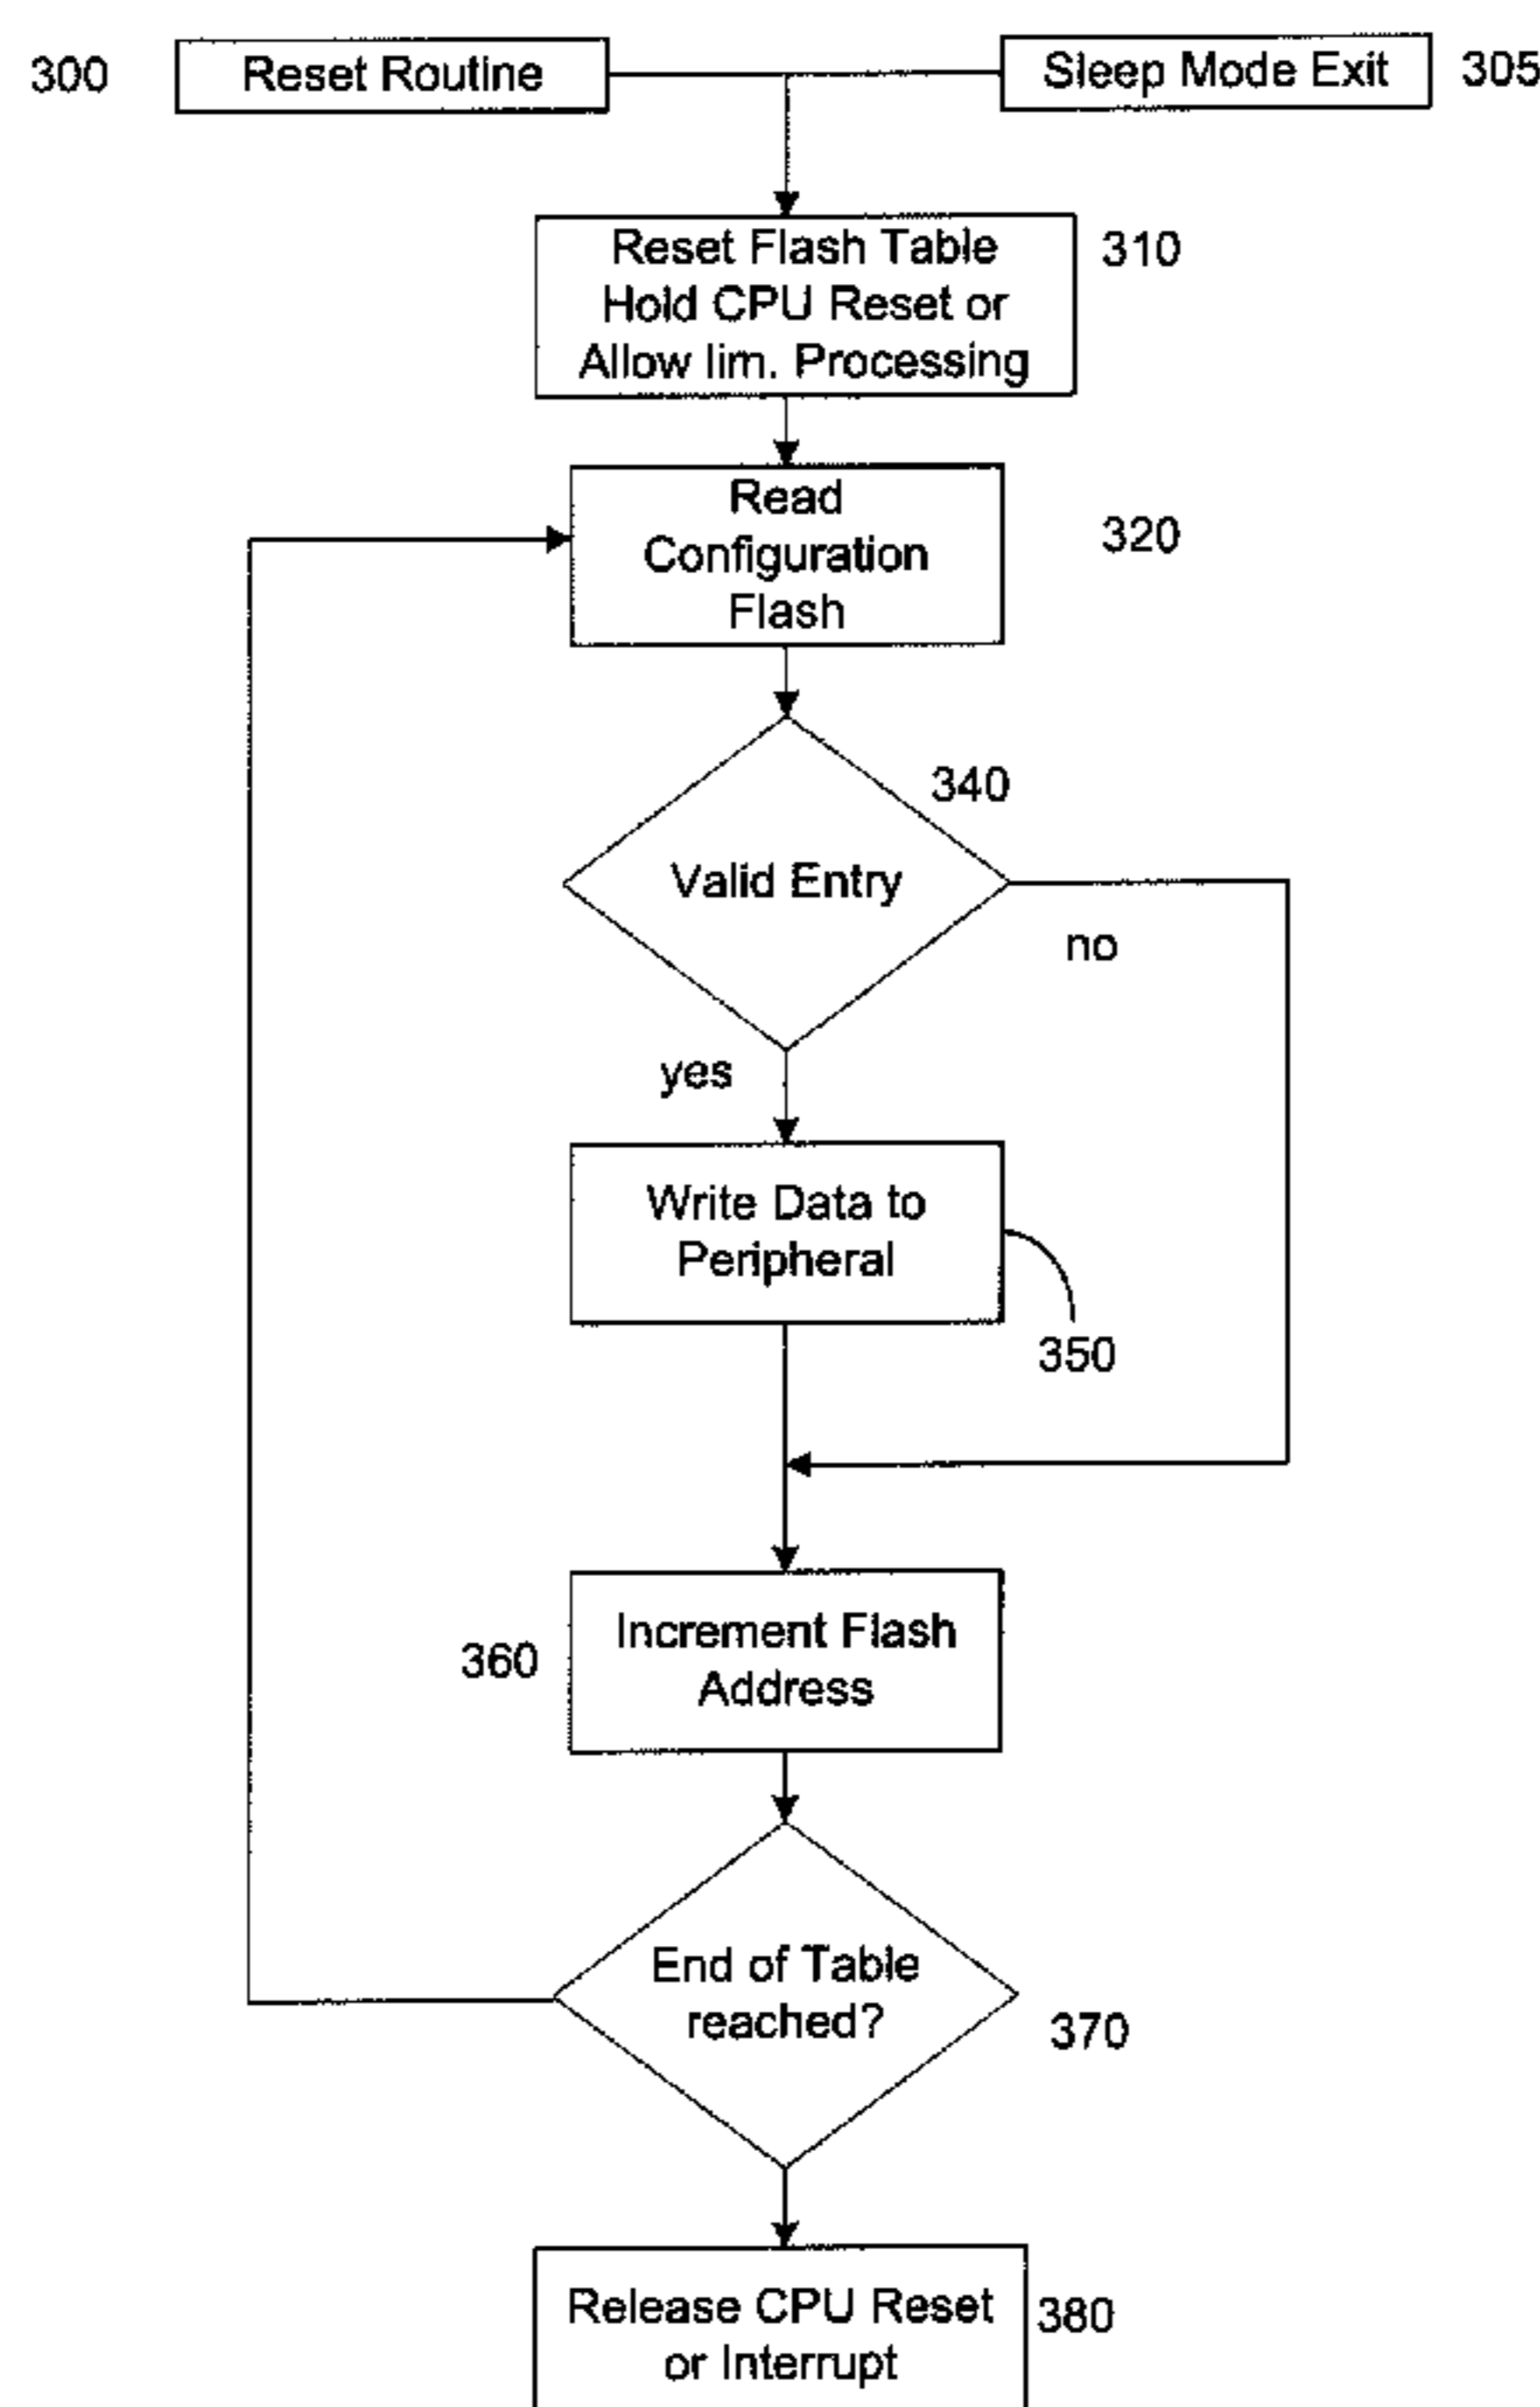 300
Reset Routine
Sleep Mode Exit
305
Reset Flash Table
Hold CPU Reset or
Allow lim. Processing
310
Read
Configuration
Flash
320
340
Valid Entry
no
yes
Write Data to
Peripheral
350
Increment Flash
Address
360
End of Table
reached?
370
Release CPU Reset
or Interrupt
380